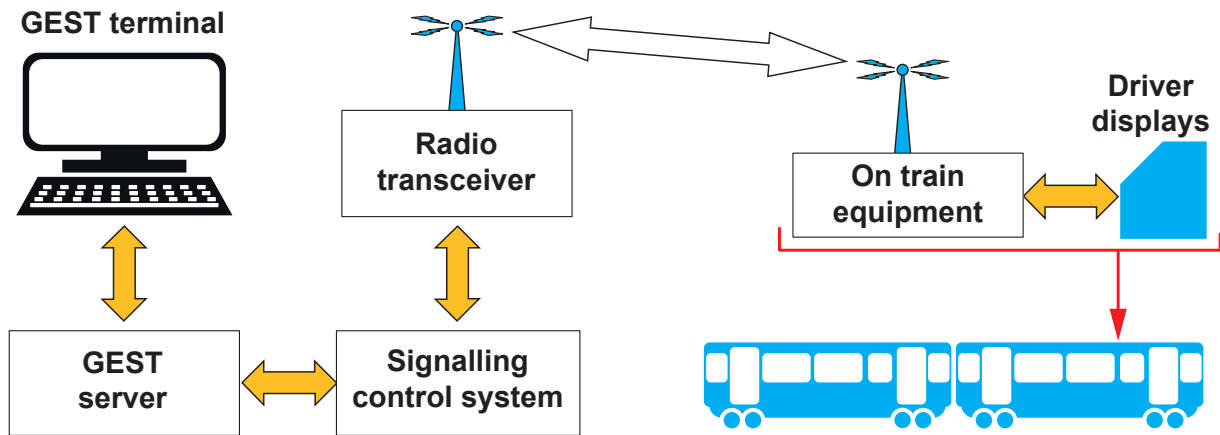 GEST terminal
Radio
transceiver
Driver
displays
On train
equipment
GEST
server
Signalling
control system